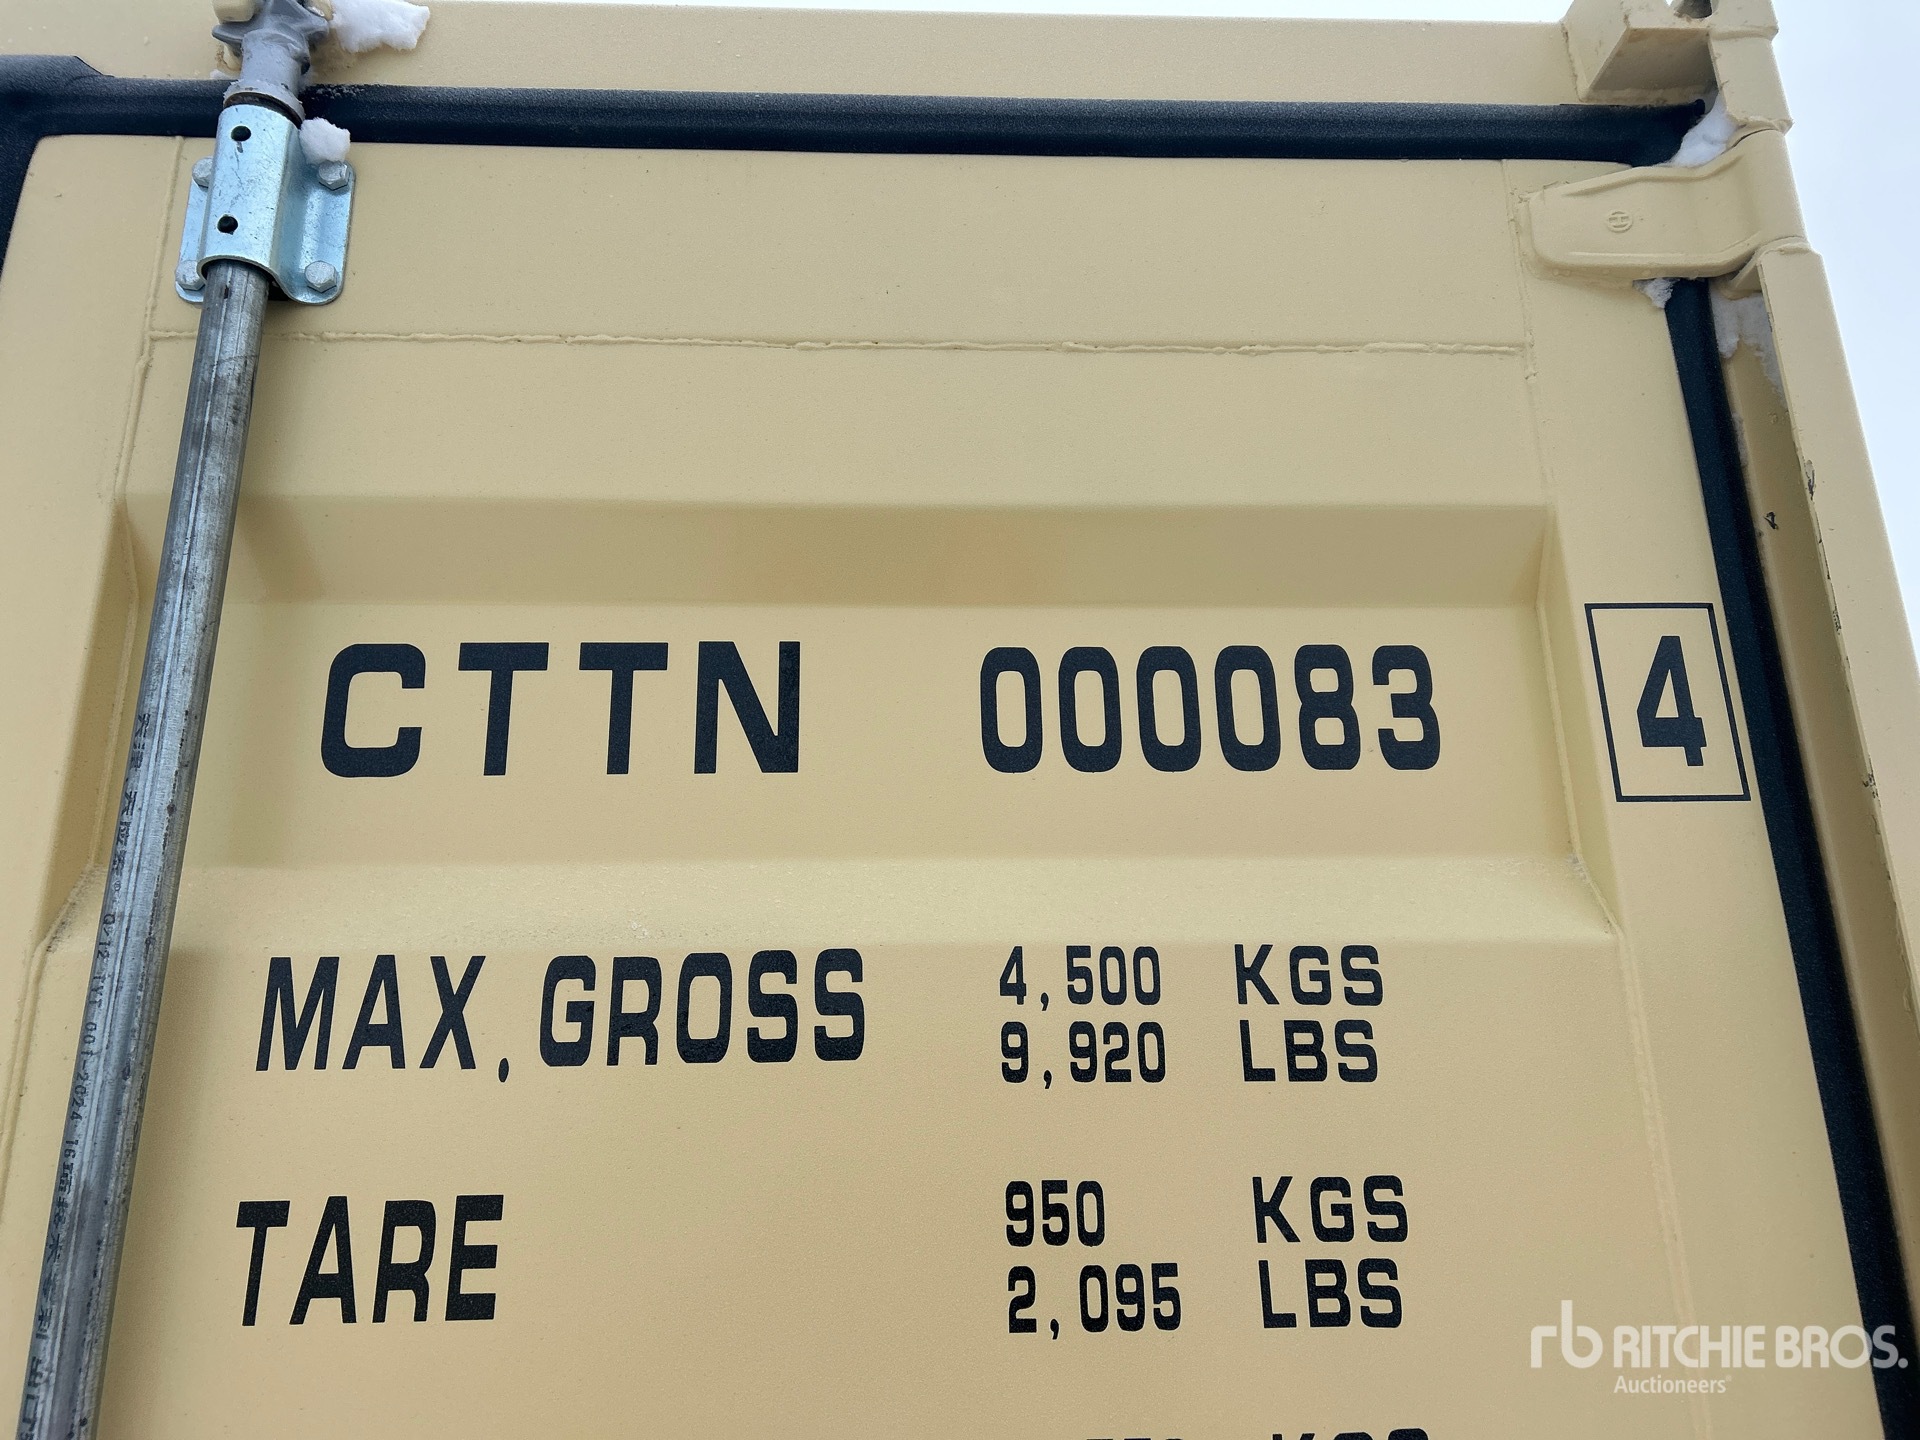 CTTN 000083 4
MAX.GROSS 4,500 KGS
9,920 LBS
TARE 950 KGS
2,095 LBS
rb RITCHIE BROS.
Auctioneers